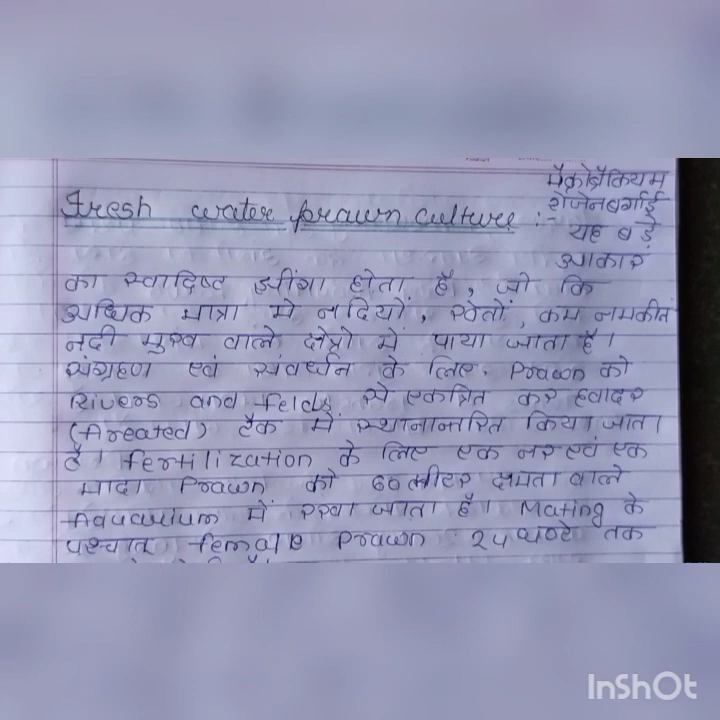 मैक्रोब्रैकियम
रोजेनबर्गाई
Fresh water prawn culture :-
यह बड़े
आकार
का स्वादिष्ट झींगा होता है, जो कि
अधिक मात्रा में नदियों, खेतों, कम नमकीन
नदी मुख वाले क्षेत्रों में पाया जाता है।
संग्रहण एवं संवर्धन के लिए Prawn को
Rivers and feilds से एकत्रित कर हवादार
(Areated) टैंक में स्थानान्तरित किया जाता
है। fertilization के लिए एक नर एवं एक
मादा Prawn को 60 लीटर क्षमता वाले
Aquarium में रखा जाता है। Mating के
पश्चात female Prawn 24 घण्टे तक
InShOt